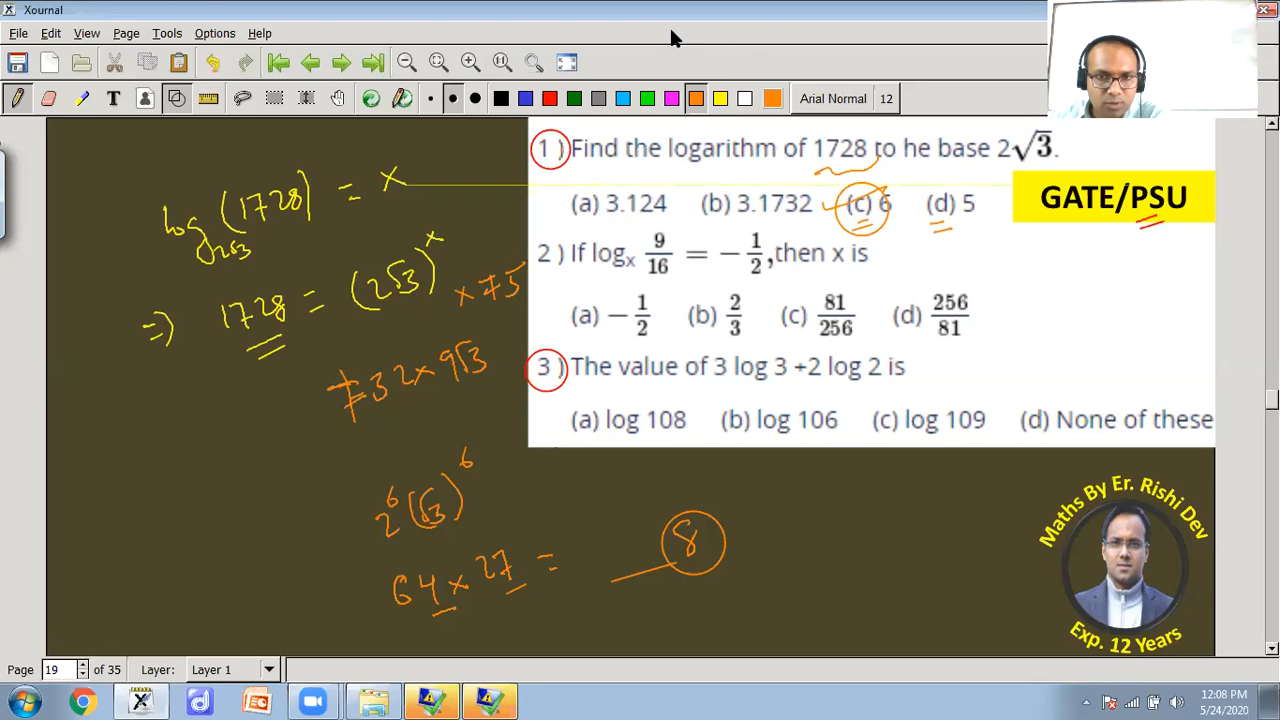 Xournal
File Edit View Page Tools Options Help
Arial Normal 12
1 ) Find the logarithm of 1728 to he base 2√3.
(a) 3.124 (b) 3.1732 (c) 6 (d) 5
GATE/PSU
2 ) If logₓ 9/16 = − 1/2 ,then x is
(a) − 1/2 (b) 2/3 (c) 81/256 (d) 256/81
3 ) The value of 3 log 3 +2 log 2 is
(a) log 108 (b) log 106 (c) log 109 (d) None of these
log 2√3 (1728) = x
⇒ 1728 = (2√3)^x
x 75
≠ 32 x 9√3
2^6 (√3)^6
64 x 27 =
8
Maths By Er. Rishi Dev
Exp. 12 Years
Page 19 of 35 Layer: Layer 1
12:08 PM
5/24/2020